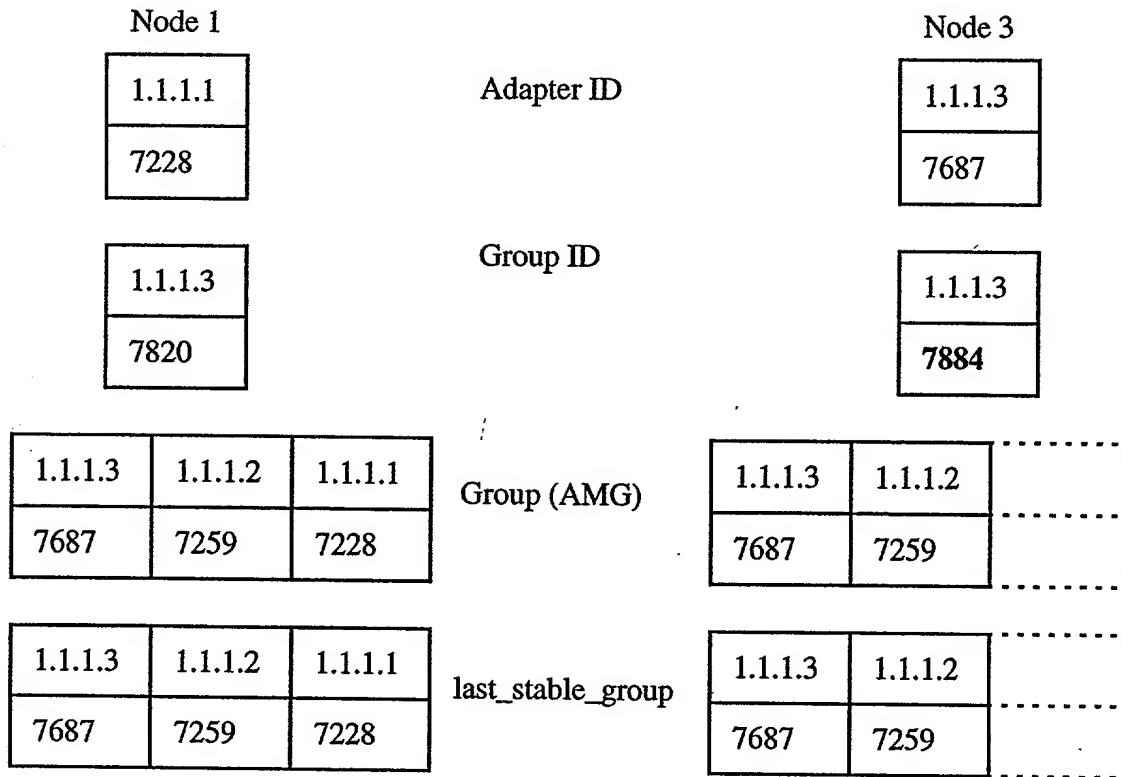 Node 1
Node 3
1.1.1.1
Adapter ID
1.1.1.3
7228
7687
1.1.1.3
Group ID
1.1.1.3
7820
7884
1.1.1.3 1.1.1.2 1.1.1.1
Group (AMG)
1.1.1.3 1.1.1.2
7687 7259 7228
7687 7259
1.1.1.3 1.1.1.2 1.1.1.1
last_stable_group
1.1.1.3 1.1.1.2
7687 7259 7228
7687 7259